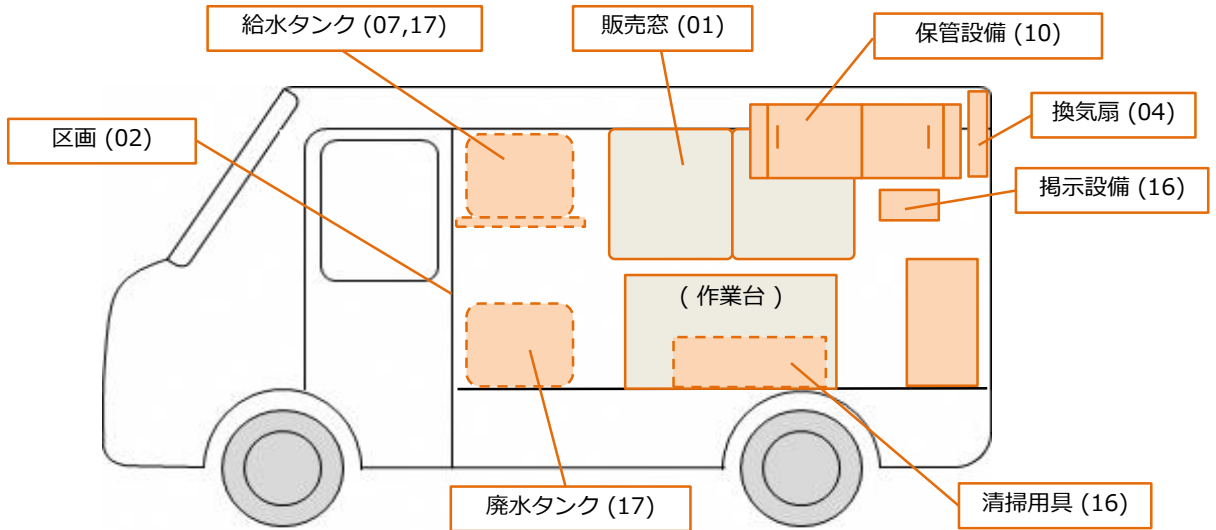 給水タンク (07,17)
販売窓 (01)
保管設備 (10)
換気扇 (04)
区画 (02)
掲示設備 (16)
( 作業台 )
廃水タンク (17)
清掃用具 (16)